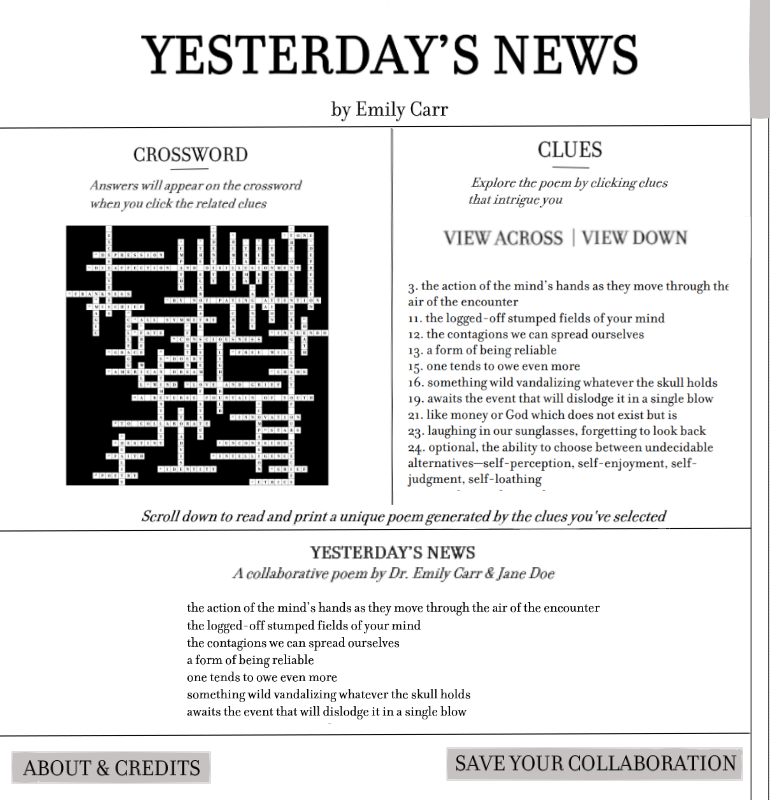 YESTERDAY'S NEWS
by Emily Carr
CROSSWORD
Answers will appear on the crossword
when you click the related clues
CLUES
Explore the poem by clicking clues
that intrigue you
VIEW ACROSS | VIEW DOWN
3. the action of the mind's hands as they move through the
air of the encounter
11. the logged-off stumped fields of your mind
12. the contagions we can spread ourselves
13. a form of being reliable
15. one tends to owe even more
16. something wild vandalizing whatever the skull holds
19. awaits the event that will dislodge it in a single blow
21. like money or God which does not exist but is
23. laughing in our sunglasses, forgetting to look back
24. optional, the ability to choose between undecidable
alternatives—self-perception, self-enjoyment, self-
judgment, self-loathing
Scroll down to read and print a unique poem generated by the clues you've selected
YESTERDAY'S NEWS
A collaborative poem by Dr. Emily Carr & Jane Doe
the action of the mind's hands as they move through the air of the encounter
the logged-off stumped fields of your mind
the contagions we can spread ourselves
a form of being reliable
one tends to owe even more
something wild vandalizing whatever the skull holds
awaits the event that will dislodge it in a single blow
ABOUT & CREDITS
SAVE YOUR COLLABORATION